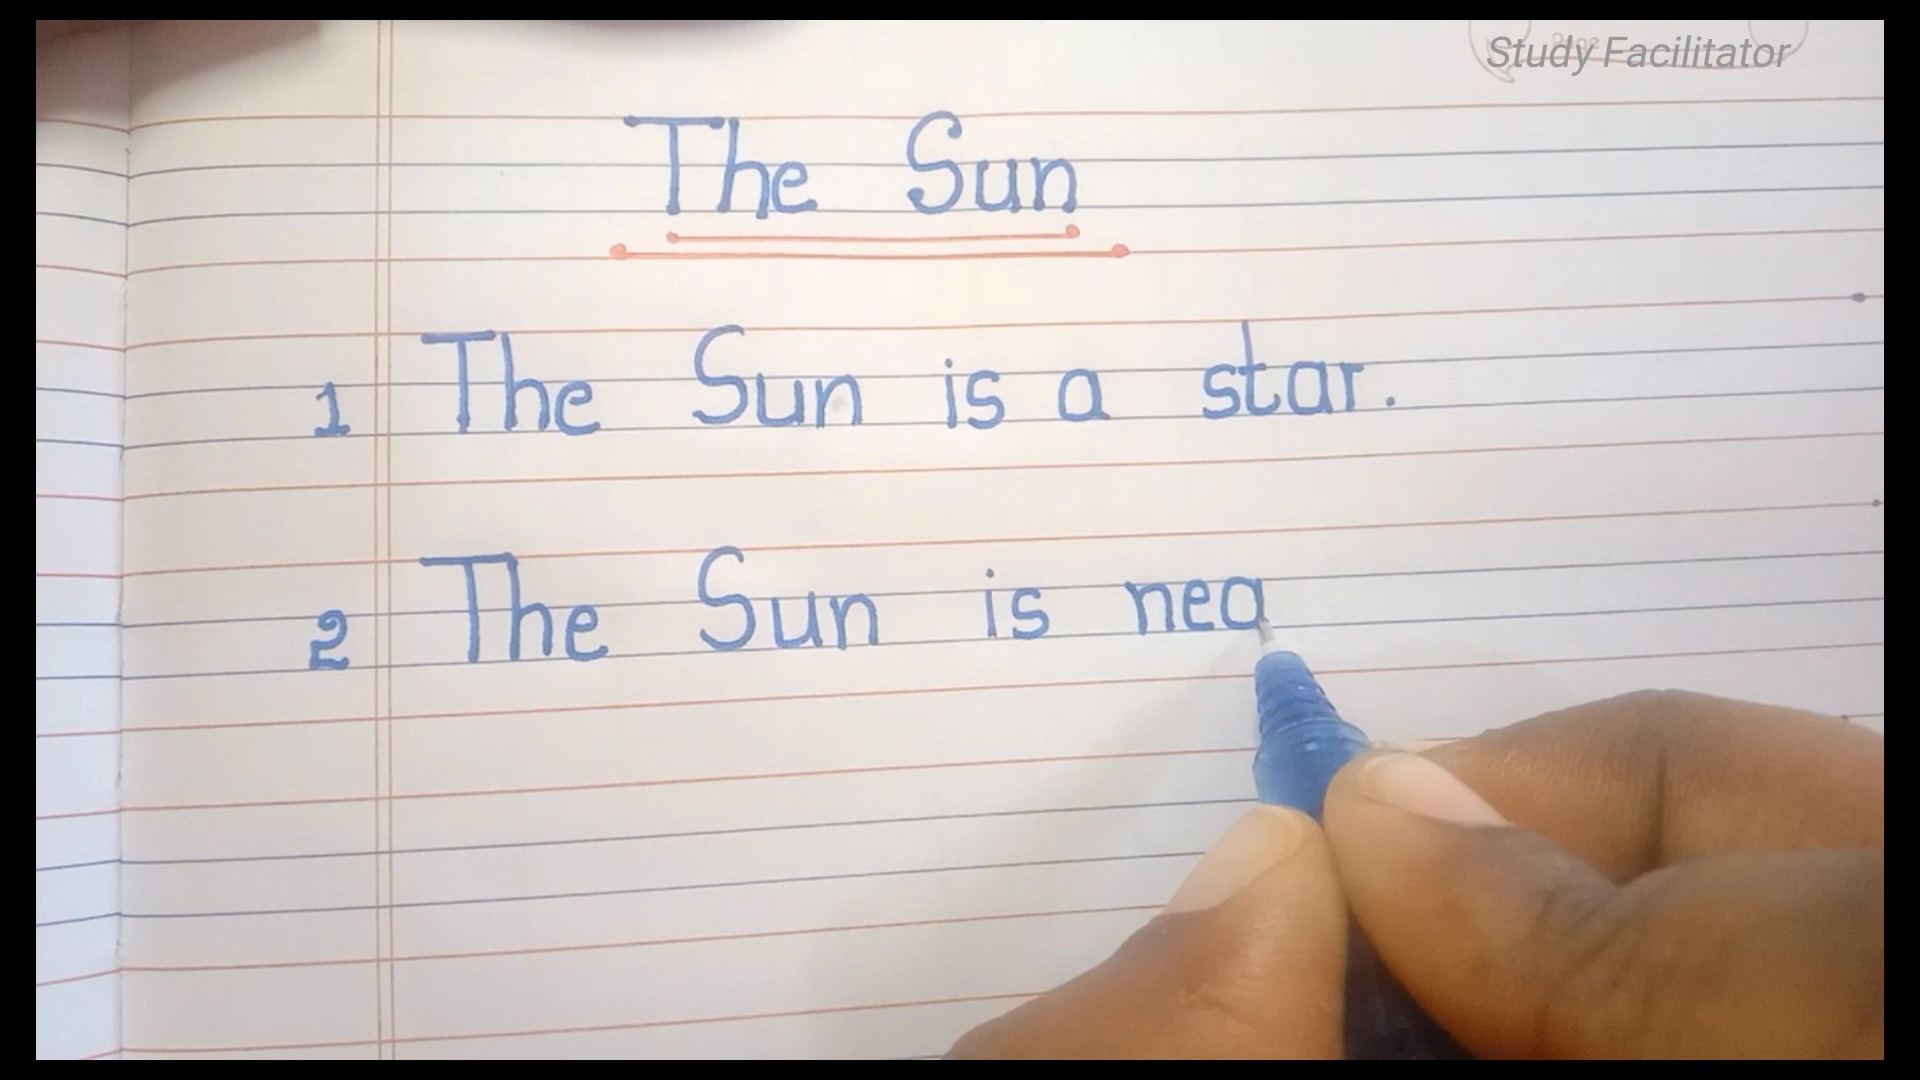 Study Facilitator
The Sun
1 The Sun is a star.
2 The Sun is nea